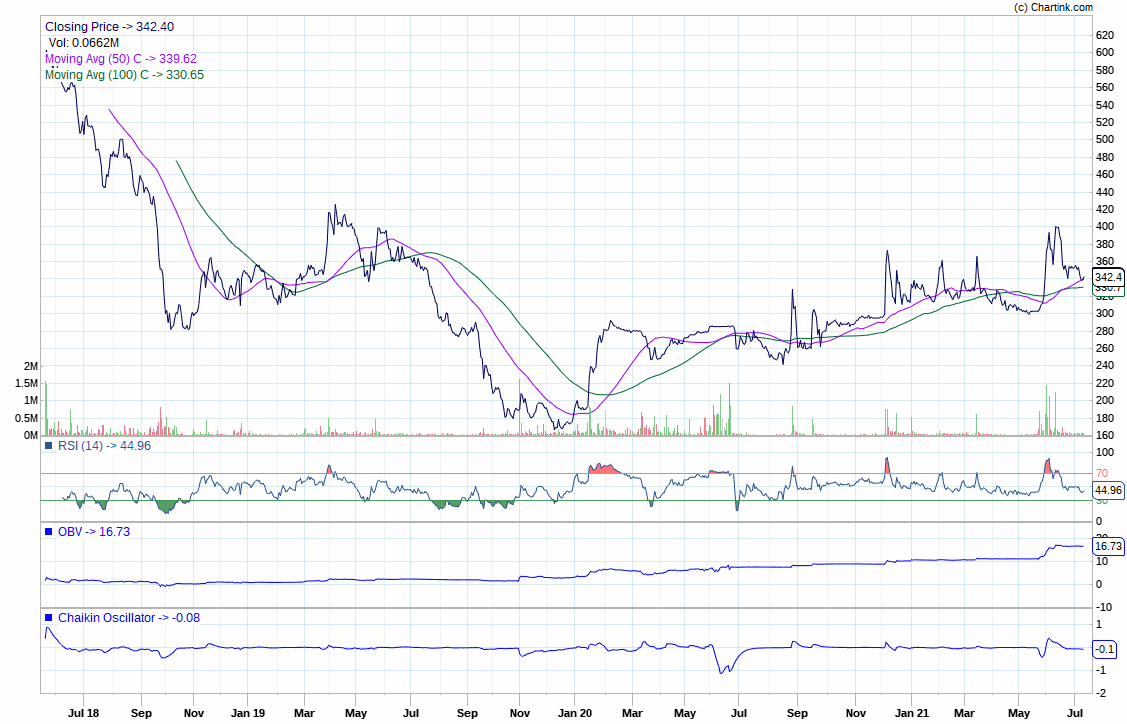 (c) Chartink.com
Closing Price -> 342.40
Vol: 0.0662M
Moving Avg (50) C -> 339.62
Moving Avg (100) C -> 330.65
620
600
580
560
540
520
500
480
460
440
420
400
380
360
342.4
330.7
320
300
280
260
240
220
200
180
160
2M
1.5M
1M
0.5M
0M
RSI (14) -> 44.96
100
70
44.96
30
0
OBV -> 16.73
20
16.73
10
0
-10
Chaikin Oscillator -> -0.08
1
-0.1
-1
-2
Jul 18 Sep Nov Jan 19 Mar May Jul Sep Nov Jan 20 Mar May Jul Sep Nov Jan 21 Mar May Jul